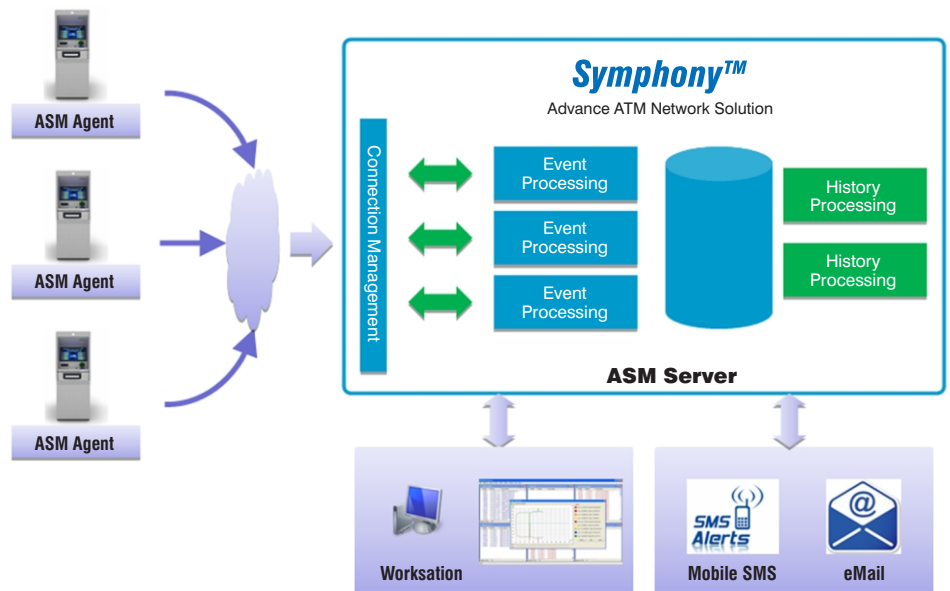 ASM Agent
ASM Agent
ASM Agent
Symphony™
Advance ATM Network Solution
Connection Management
Event
Processing
Event
Processing
Event
Processing
History
Processing
History
Processing
ASM Server
Worksation
SMS
Alerts
Mobile SMS
@
eMail